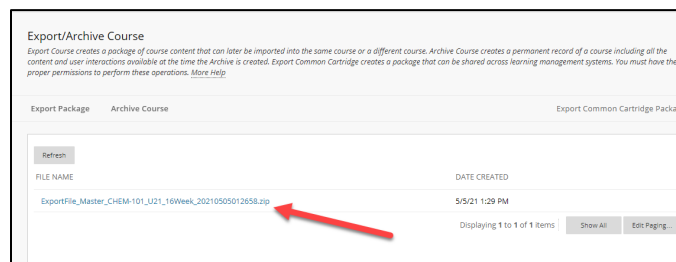 Export/Archive Course
Export Course creates a package of course content that can later be imported into the same course or a different course. Archive Course creates a permanent record of a course including all the
content and user interactions available at the time the Archive is created. Export Common Cartridge creates a package that can be shared across learning management systems. You must have the
proper permissions to perform these operations. More Help
Export Package Archive Course Export Common Cartridge Packa
Refresh
FILE NAME DATE CREATED
ExportFile_Master_CHEM-101_U21_16Week_20210505012658.zip 5/5/21 1:29 PM
Displaying 1 to 1 of 1 items Show All Edit Paging...